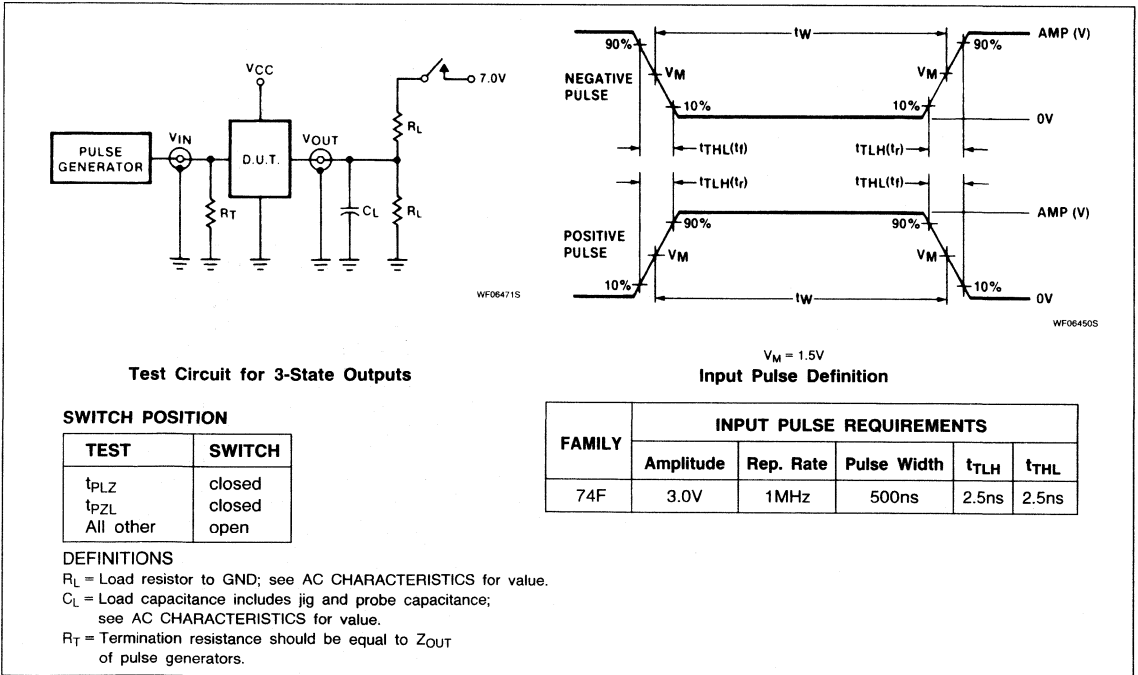 VCC
7.0V
RL
PULSE
GENERATOR
VIN
D.U.T.
VOUT
RT
CL
RL
WF06471S
Test Circuit for 3-State Outputs
90%
tW
90%
AMP (V)
NEGATIVE
PULSE
VM
VM
10%
10%
0V
tTHL(tf)
tTLH(tr)
tTLH(tr)
tTHL(tf)
AMP (V)
90%
90%
POSITIVE
PULSE
VM
VM
10%
10%
tW
0V
WF06450S
VM = 1.5V
Input Pulse Definition
SWITCH POSITION
TEST SWITCH
tPLZ closed
tPZL closed
All other open
FAMILY INPUT PULSE REQUIREMENTS
Amplitude Rep. Rate Pulse Width tTLH tTHL
74F 3.0V 1MHz 500ns 2.5ns 2.5ns
DEFINITIONS
RL = Load resistor to GND; see AC CHARACTERISTICS for value.
CL = Load capacitance includes jig and probe capacitance;
see AC CHARACTERISTICS for value.
RT = Termination resistance should be equal to ZOUT
of pulse generators.